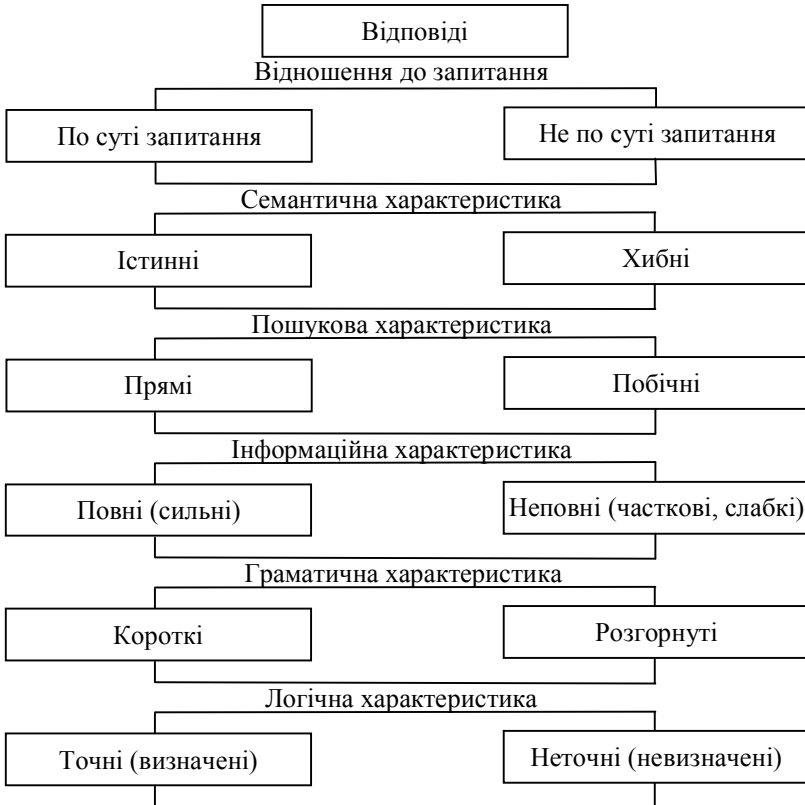 Відповіді
Відношення до запитання
По суті запитання
Не по суті запитання
Семантична характеристика
Істинні
Хибні
Пошукова характеристика
Прямі
Побічні
Інформаційна характеристика
Повні (сильні)
Неповні (часткові, слабкі)
Граматична характеристика
Короткі
Розгорнуті
Логічна характеристика
Точні (визначені)
Неточні (невизначені)